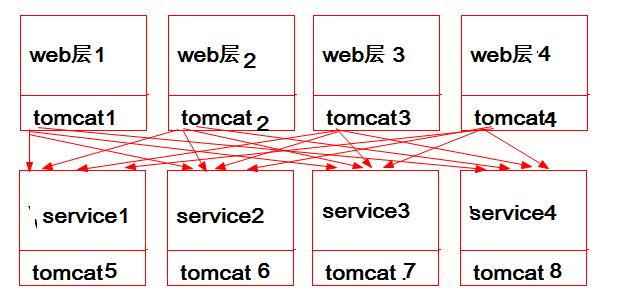 web层1
web层2
web层 3
web层4
tomcat1
tomcat 2
tomcat3
tomcat4
service1
service2
service3
service4
tomcat5
tomcat 6
tomcat 7
tomcat 8